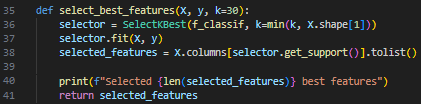 35 def select_best_features(X, y, k=30):
36     selector = SelectKBest(f_classif, k=min(k, X.shape[1]))
37     selector.fit(X, y)
38     selected_features = X.columns[selector.get_support()].tolist()
39
40     print(f"Selected {len(selected_features)} best features")
41     return selected_features